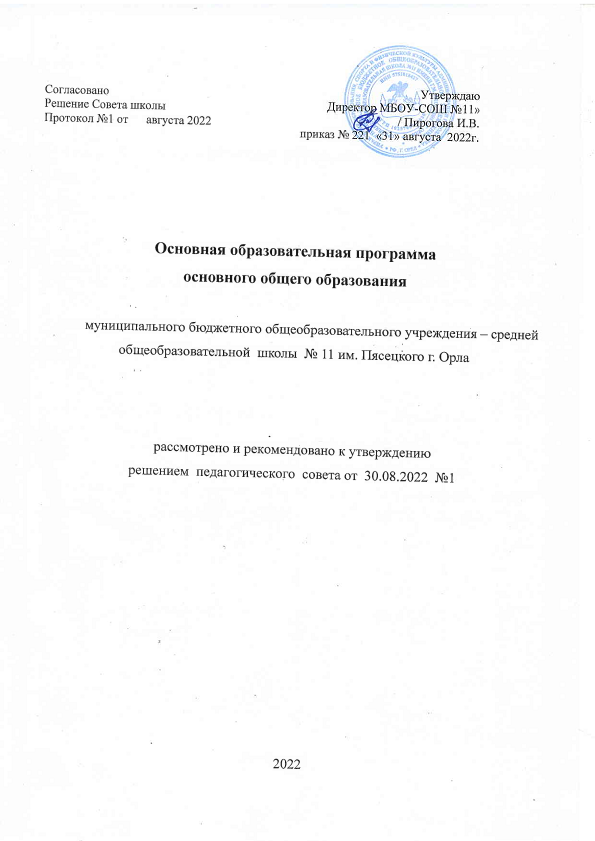 Согласовано
Решение Совета школы
Протокол №1 от августа 2022
Утверждаю
Директор МБОУ-СОШ №11»
/ Пирогова И.В.
приказ № 221 «31» августа 2022г.
Основная образовательная программа
основного общего образования
муниципального бюджетного общеобразовательного учреждения – средней
общеобразовательной школы № 11 им. Пясецкого г. Орла
рассмотрено и рекомендовано к утверждению
решением педагогического совета от 30.08.2022 №1
2022